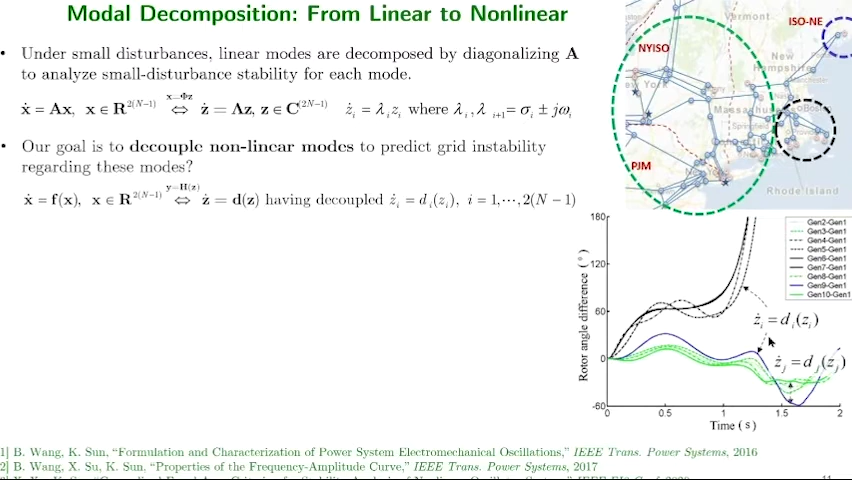 Modal Decomposition: From Linear to Nonlinear
• Under small disturbances, linear modes are decomposed by diagonalizing A
to analyze small-disturbance stability for each mode.
x=Φz
ẋ = Ax, x ∈ R^{2(N−1)} ⇔ ż = Λz, z ∈ C^{(2N−1)} ż_i = λ_i z_i where λ_i, λ_{i+1} = σ_i ± jω_i
• Our goal is to decouple non-linear modes to predict grid instability
regarding these modes?
y=H(z)
ẋ = f(x), x ∈ R^{2(N−1)} ⇔ ż = d(z) having decoupled ż_i = d_i(z_i), i = 1,⋯,2(N − 1)
Vermont
ISO-NE
NYISO
New
Hampshire
Massachu
PJM
Rhode Island
180
120
60
0
-60
Rotor angle difference (°)
0
0.5
1
1.5
2
Time (s)
Gen2-Gen1
Gen3-Gen1
Gen4-Gen1
Gen5-Gen1
Gen6-Gen1
Gen7-Gen1
Gen8-Gen1
Gen9-Gen1
Gen10-Gen1
ż_i = d_i(z_i)
ż_j = d_j(z_j)
1] B. Wang, K. Sun, “Formulation and Characterization of Power System Electromechanical Oscillations,” IEEE Trans. Power Systems, 2016
2] B. Wang, X. Su, K. Sun, “Properties of the Frequency-Amplitude Curve,” IEEE Trans. Power Systems, 2017